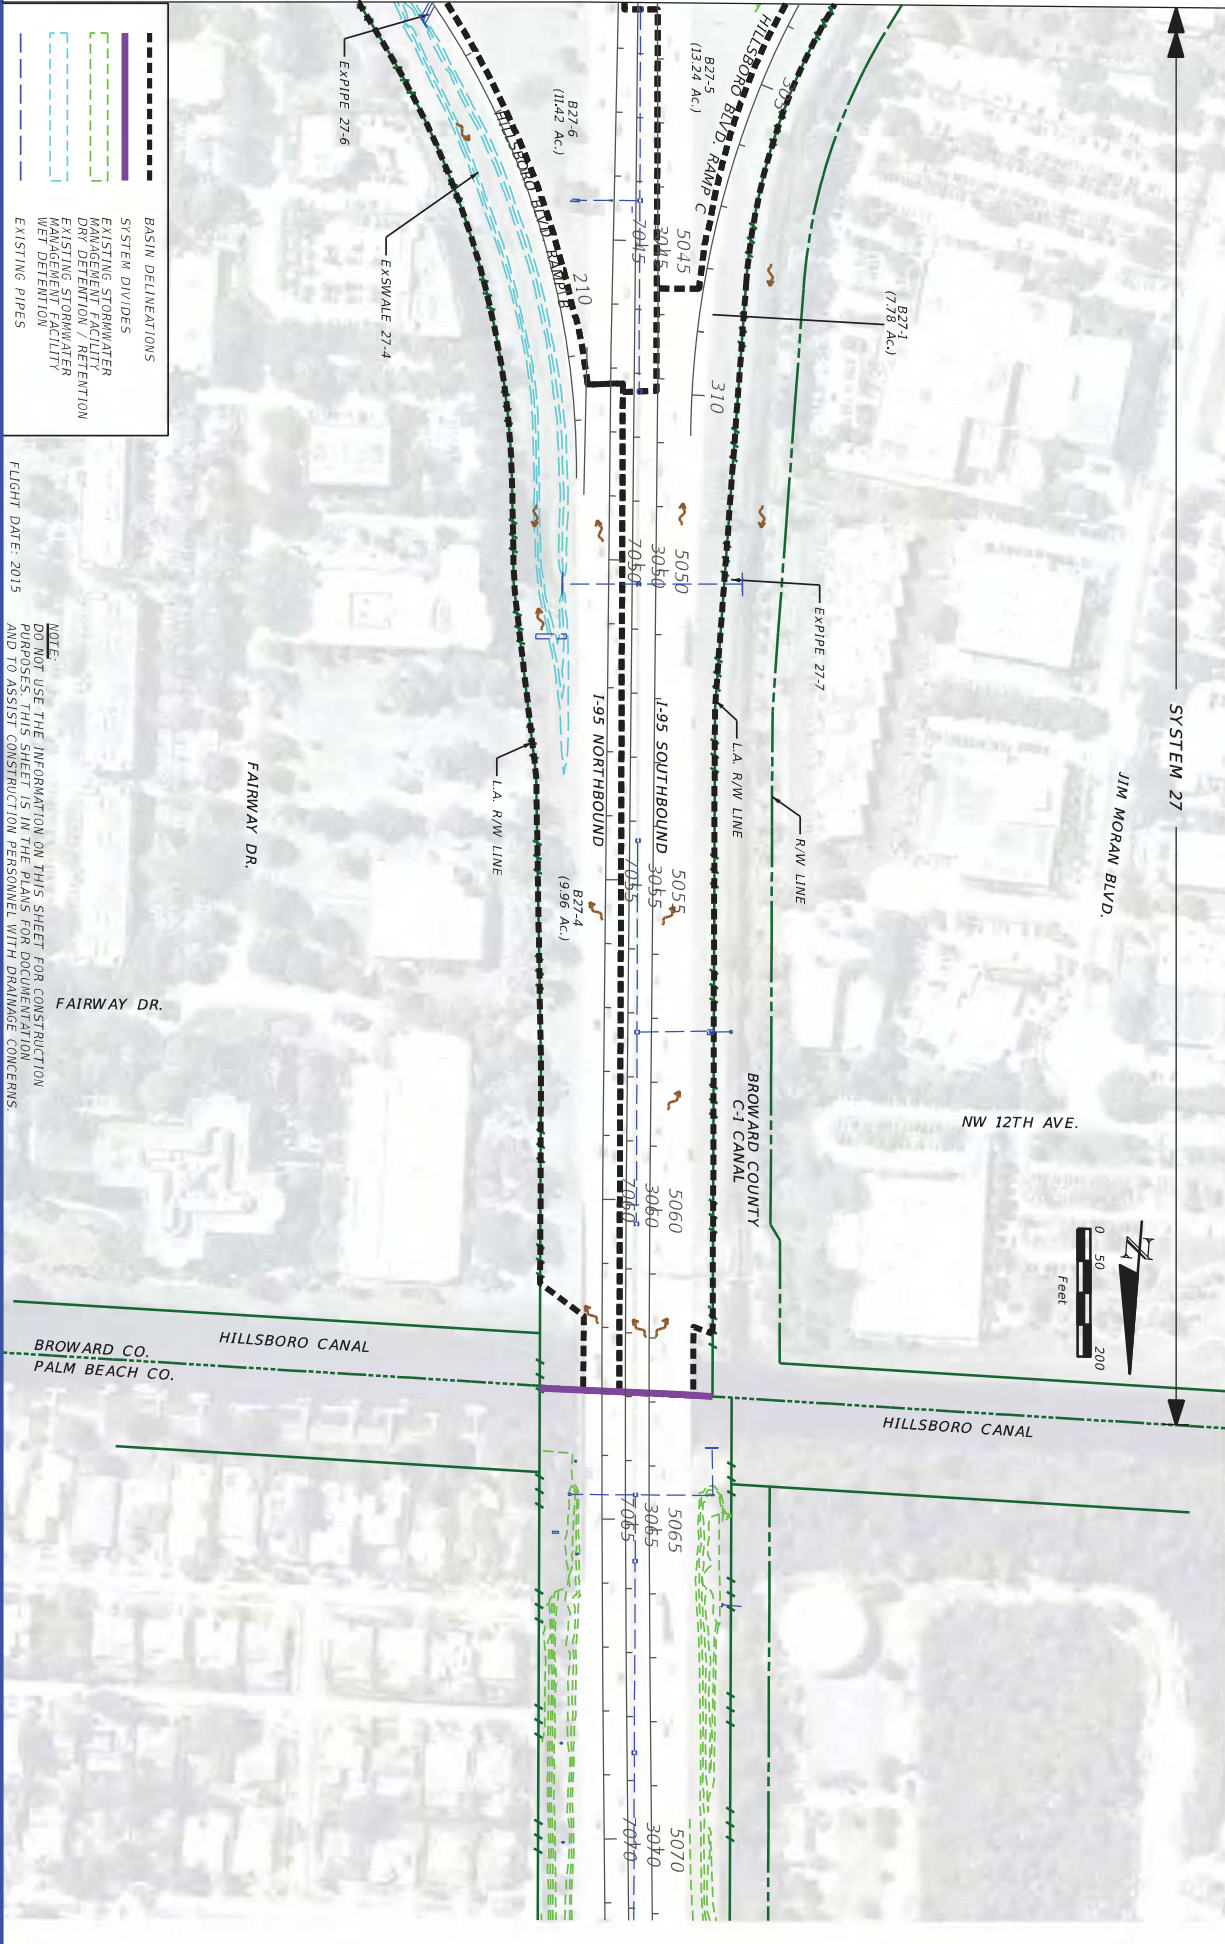 SYSTEM 27
JIM MORAN BLVD.
NW 12TH AVE.
N
0
50
200
Feet
B27-1
(7.78 Ac.)
ExPIPE 27-7
R/W LINE
L.A. R/W LINE
BROWARD COUNTY
C-1 CANAL
HILLSBORO BLVD. RAMP C
305
310
B27-5
(13.24 Ac.)
5045
3045
7045
5050
3050
7050
5055
3055
7055
5060
3060
7060
5065
3065
7065
5070
3070
7070
I-95 SOUTHBOUND
I-95 NORTHBOUND
B27-6
(11.42 Ac.)
B27-4
(9.96 Ac.)
HILLSBORO BLVD. RAMP B
210
ExPIPE 27-6
ExSWALE 27-4
L.A. R/W LINE
FAIRWAY DR.
FAIRWAY DR.
HILLSBORO CANAL
BROWARD CO.
PALM BEACH CO.
HILLSBORO CANAL
BASIN DELINEATIONS
SYSTEM DIVIDES
EXISTING STORMWATER
MANAGEMENT FACILITY
DRY DETENTION / RETENTION
EXISTING STORMWATER
MANAGEMENT FACILITY
WET DETENTION
EXISTING PIPES
FLIGHT DATE: 2015
NOTE:
DO NOT USE THE INFORMATION ON THIS SHEET FOR CONSTRUCTION
PURPOSES. THIS SHEET IS IN THE PLANS FOR DOCUMENTATION
AND TO ASSIST CONSTRUCTION PERSONNEL WITH DRAINAGE CONCERNS.